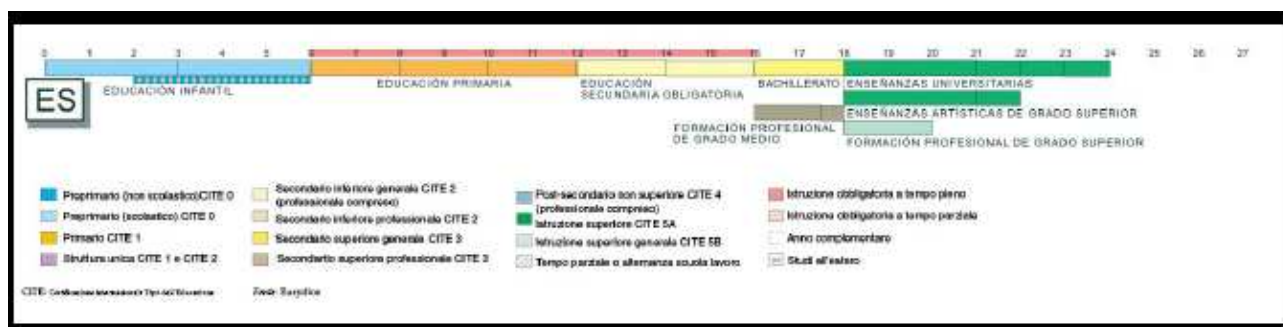 0 1 2 3 4 5 6 7 8 9 10 11 12 13 14 15 16 17 18 19 20 21 22 23 24 25 26 27
ES
EDUCACIÓN INFANTIL
EDUCACIÓN PRIMARIA
EDUCACIÓN
SECUNDARIA OBLIGATORIA
BACHILLERATO
ENSEÑANZAS UNIVERSITARIAS
ENSEÑANZAS ARTÍSTICAS DE GRADO SUPERIOR
FORMACIÓN PROFESIONAL
DE GRADO MEDIO
FORMACIÓN PROFESIONAL DE GRADO SUPERIOR
Preprimario (non scolastico) CITE 0
Preprimario (scolastico) CITE 0
Primario CITE 1
Struttura unica CITE 1 e CITE 2
Secondario inferiore generale CITE 2
(professionale compreso)
Secondario inferiore professionale CITE 2
Secondario superiore generale CITE 3
Secondario superiore professionale CITE 3
Post-secondario non superiore CITE 4
(professionale compreso)
Istruzione superiore CITE 5A
Istruzione superiore generale CITE 5B
Tempo parziale o alternanza scuola lavoro
Istruzione obbligatoria a tempo pieno
Istruzione obbligatoria a tempo parziale
Anno complementare
Studi all'estero
CITE:
Fonte: Eurydice